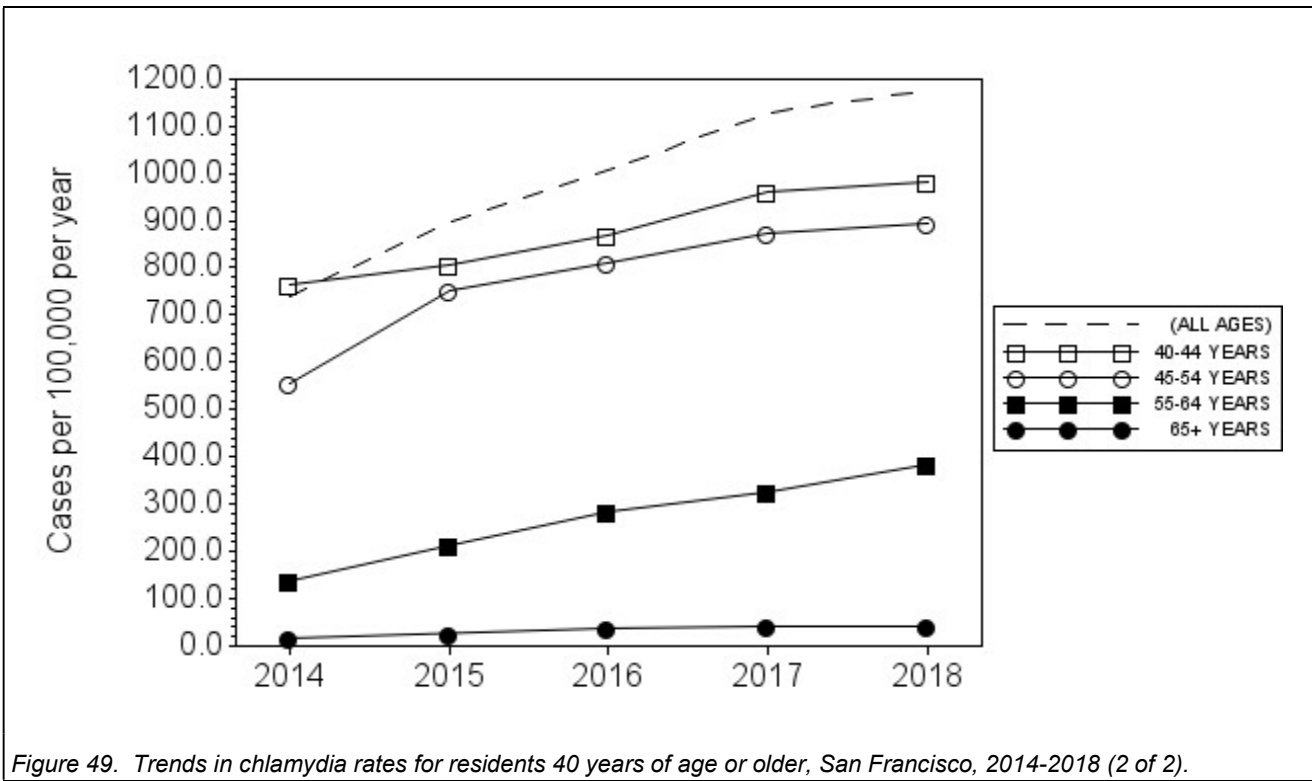 Cases per 100,000 per year
1200.0
1100.0
1000.0
900.0
800.0
700.0
600.0
500.0
400.0
300.0
200.0
100.0
0.0
2014 2015 2016 2017 2018
(ALL AGES)
40-44 YEARS
45-54 YEARS
55-64 YEARS
65+ YEARS
Figure 49. Trends in chlamydia rates for residents 40 years of age or older, San Francisco, 2014-2018 (2 of 2).